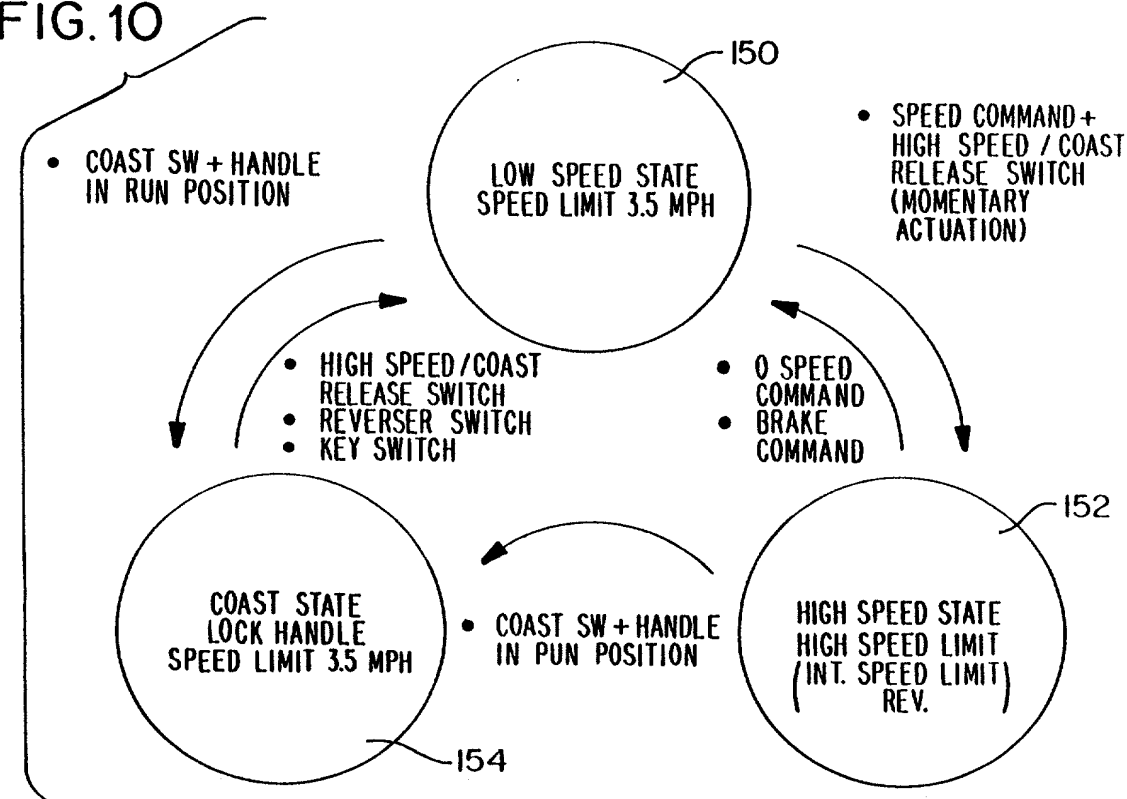 FIG. 10
150
LOW SPEED STATE
SPEED LIMIT 3.5 MPH
• COAST SW + HANDLE
IN RUN POSITION
• SPEED COMMAND +
HIGH SPEED / COAST
RELEASE SWITCH
(MOMENTARY
ACTUATION)
• HIGH SPEED / COAST
RELEASE SWITCH
• REVERSER SWITCH
• KEY SWITCH
• 0 SPEED
COMMAND
• BRAKE
COMMAND
152
COAST STATE
LOCK HANDLE
SPEED LIMIT 3.5 MPH
• COAST SW + HANDLE
IN PUN POSITION
HIGH SPEED STATE
HIGH SPEED LIMIT
(INT. SPEED LIMIT)
REV.
154